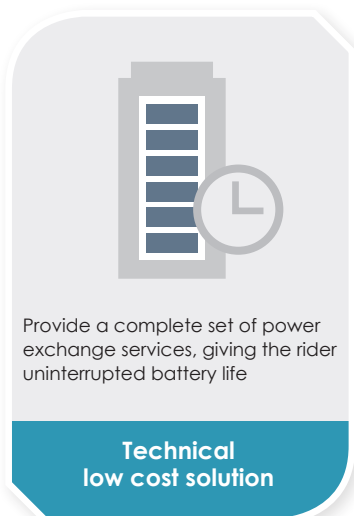 Provide a complete set of power
exchange services, giving the rider
uninterrupted battery life
Technical
low cost solution